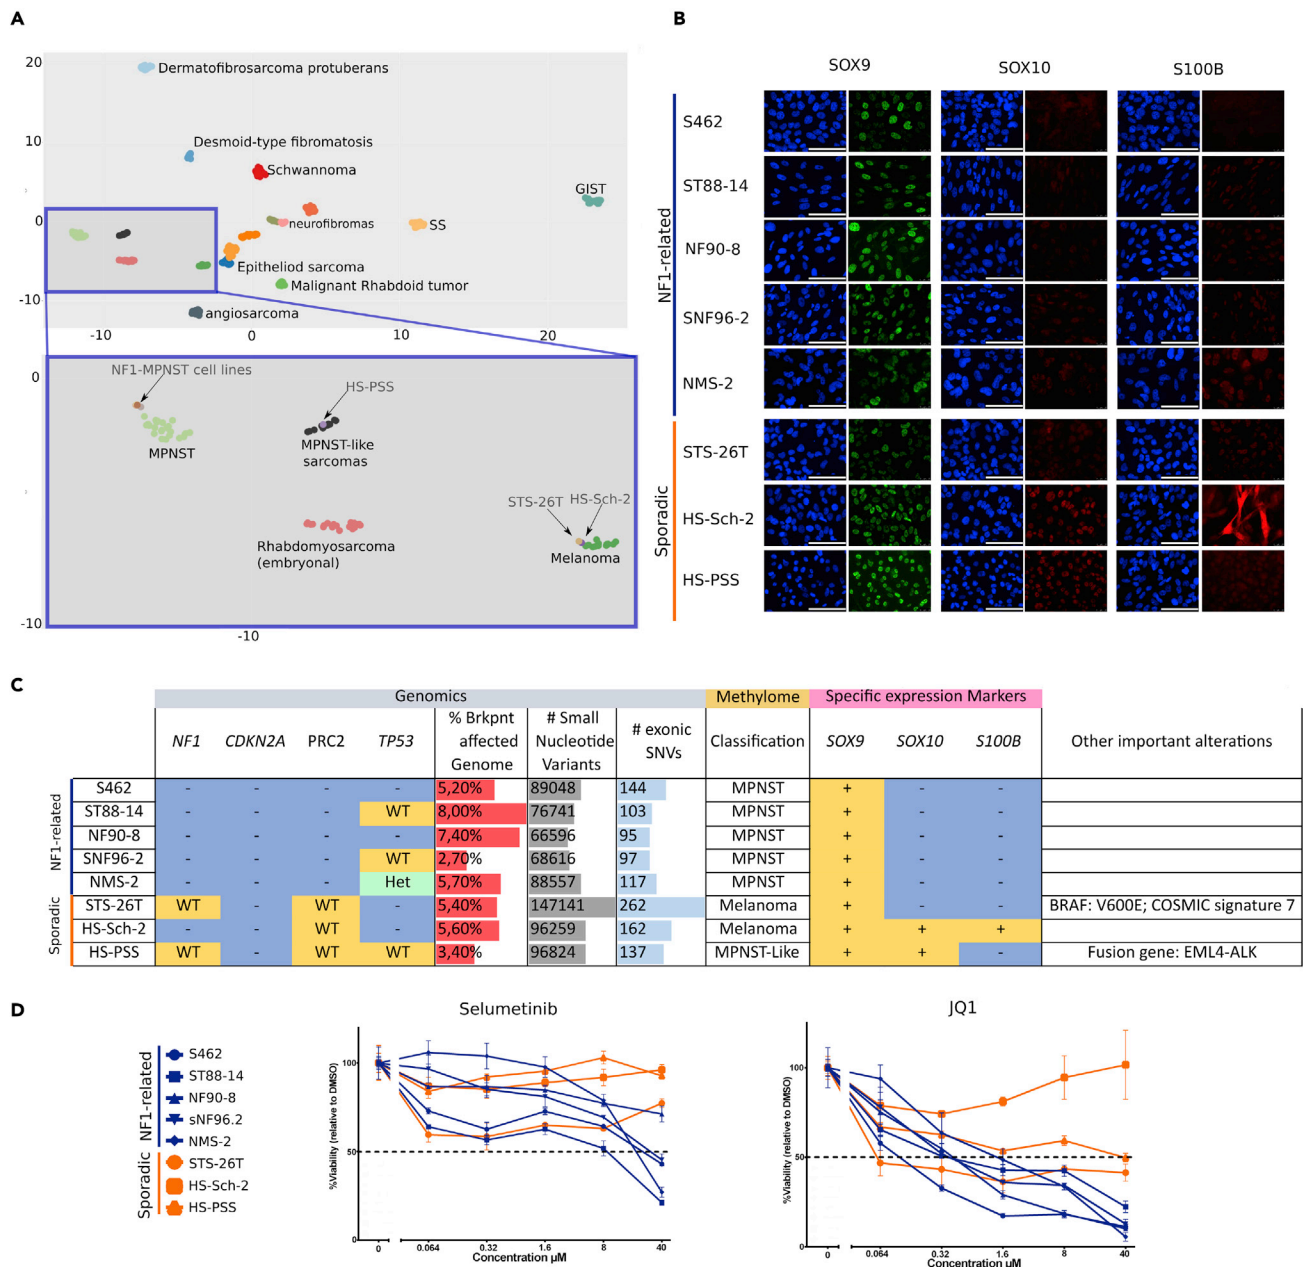 A
20
10
0
-10
-10
0
10
20
Dermatofibrosarcoma protuberans
Desmoid-type fibromatosis
Schwannoma
GIST
neurofibromas
SS
Epitheliod sarcoma
Malignant Rhabdoid tumor
angiosarcoma
0
-10
-10
NF1-MPNST cell lines
HS-PSS
MPNST
MPNST-like
sarcomas
STS-26T
HS-Sch-2
Rhabdomyosarcoma
(embryonal)
Melanoma
B
SOX9 SOX10 S100B
NF1-related
S462
ST88-14
NF90-8
SNF96-2
NMS-2
Sporadic
STS-26T
HS-Sch-2
HS-PSS
C
Genomics Methylome Specific expression Markers
NF1 CDKN2A PRC2 TP53 % Brkpnt affected Genome # Small Nucleotide Variants # exonic SNVs Classification SOX9 SOX10 S100B Other important alterations
NF1-related
S462 - - - - 5,20% 89048 144 MPNST + - -
ST88-14 - - - WT 8,00% 76741 103 MPNST + - -
NF90-8 - - - - 7,40% 66596 95 MPNST + - -
SNF96-2 - - - WT 2,70% 68616 97 MPNST + - -
NMS-2 - - - Het 5,70% 88557 117 MPNST + - -
Sporadic
STS-26T WT - WT - 5,40% 147141 262 Melanoma + - - BRAF: V600E; COSMIC signature 7
HS-Sch-2 - - WT - 5,60% 96259 162 Melanoma + + +
HS-PSS WT - WT WT 3,40% 96824 137 MPNST-Like + + - Fusion gene: EML4-ALK
D
NF1-related
S462
ST88-14
NF90-8
sNF96.2
NMS-2
Sporadic
STS-26T
HS-Sch-2
HS-PSS
Selumetinib
%Viability (relative to DMSO)
100
50
0
0 0.064 0.32 1.6 8 40
Concentration µM
JQ1
%Viability (relative to DMSO)
100
50
0
0 0.064 0.32 1.6 8 40
Concentration µM